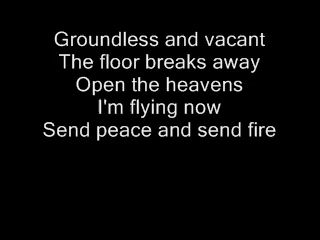 Groundless and vacant
The floor breaks away
Open the heavens
I'm flying now
Send peace and send fire